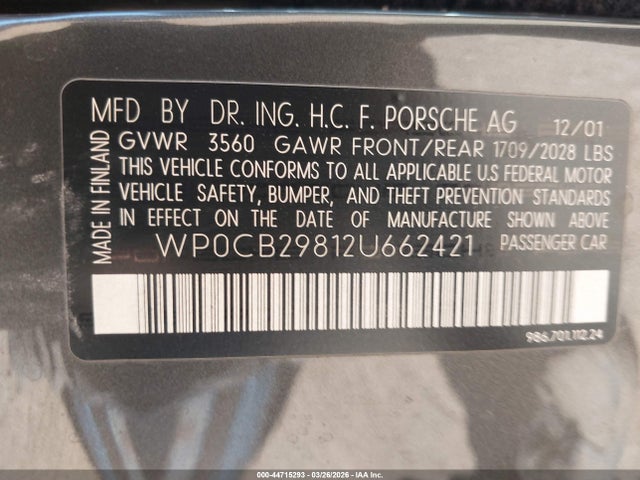 MFD BY DR. ING. H.C. F. PORSCHE AG 12/01
GVWR 3560 GAWR FRONT/REAR 1709/2028 LBS
THIS VEHICLE CONFORMS TO ALL APPLICABLE U.S FEDERAL MOTOR
VEHICLE SAFETY, BUMPER, AND THEFT PREVENTION STANDARDS
IN EFFECT ON THE DATE OF MANUFACTURE SHOWN ABOVE
WP0CB29812U662421 PASSENGER CAR
MADE IN FINLAND
986.701.112.24
000-44715293 - 03/26/2026 - IAA Inc.